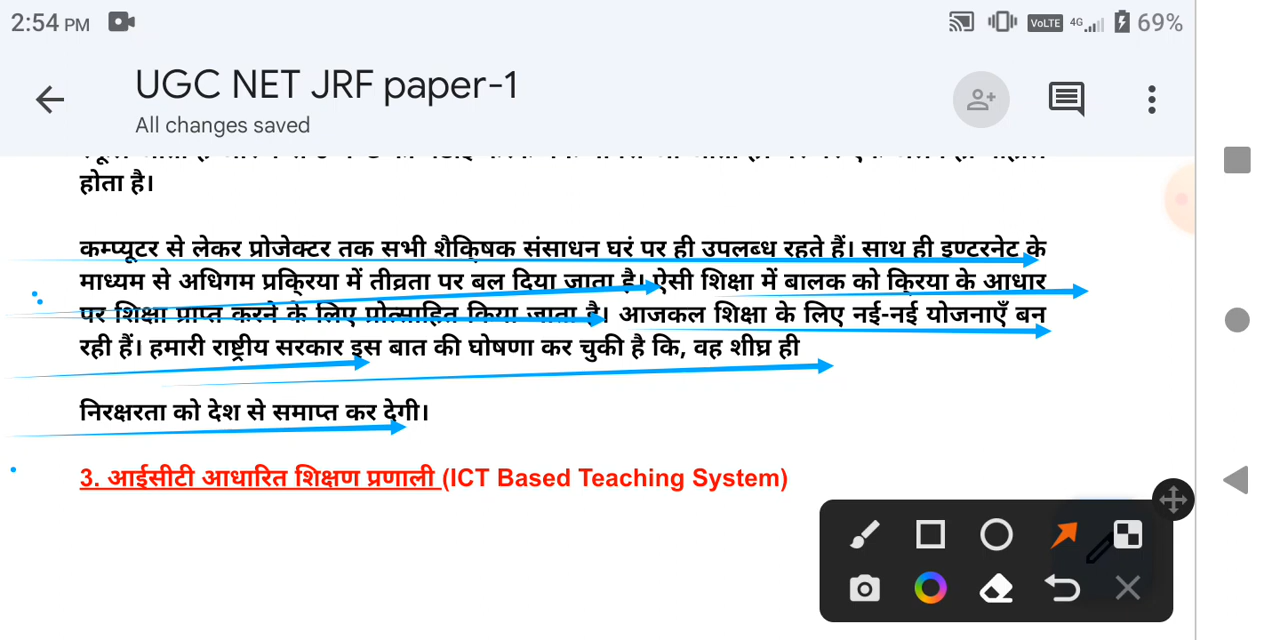 2:54 PM
VoLTE 4G 69%
UGC NET JRF paper-1
All changes saved
होता है।
कम्प्यूटर से लेकर प्रोजेक्टर तक सभी शैक्षिक संसाधन घरं पर ही उपलब्ध रहते हैं। साथ ही इण्टरनेट के
माध्यम से अधिगम प्रक्रिया में तीव्रता पर बल दिया जाता है। ऐसी शिक्षा में बालक को क्रिया के आधार
पर शिक्षा प्राप्त करने के लिए प्रोत्साहित किया जाता है। आजकल शिक्षा के लिए नई-नई योजनाएँ बन
रही हैं। हमारी राष्ट्रीय सरकार इस बात की घोषणा कर चुकी है कि, वह शीघ्र ही
निरक्षरता को देश से समाप्त कर देगी।
3. आईसीटी आधारित शिक्षण प्रणाली (ICT Based Teaching System)